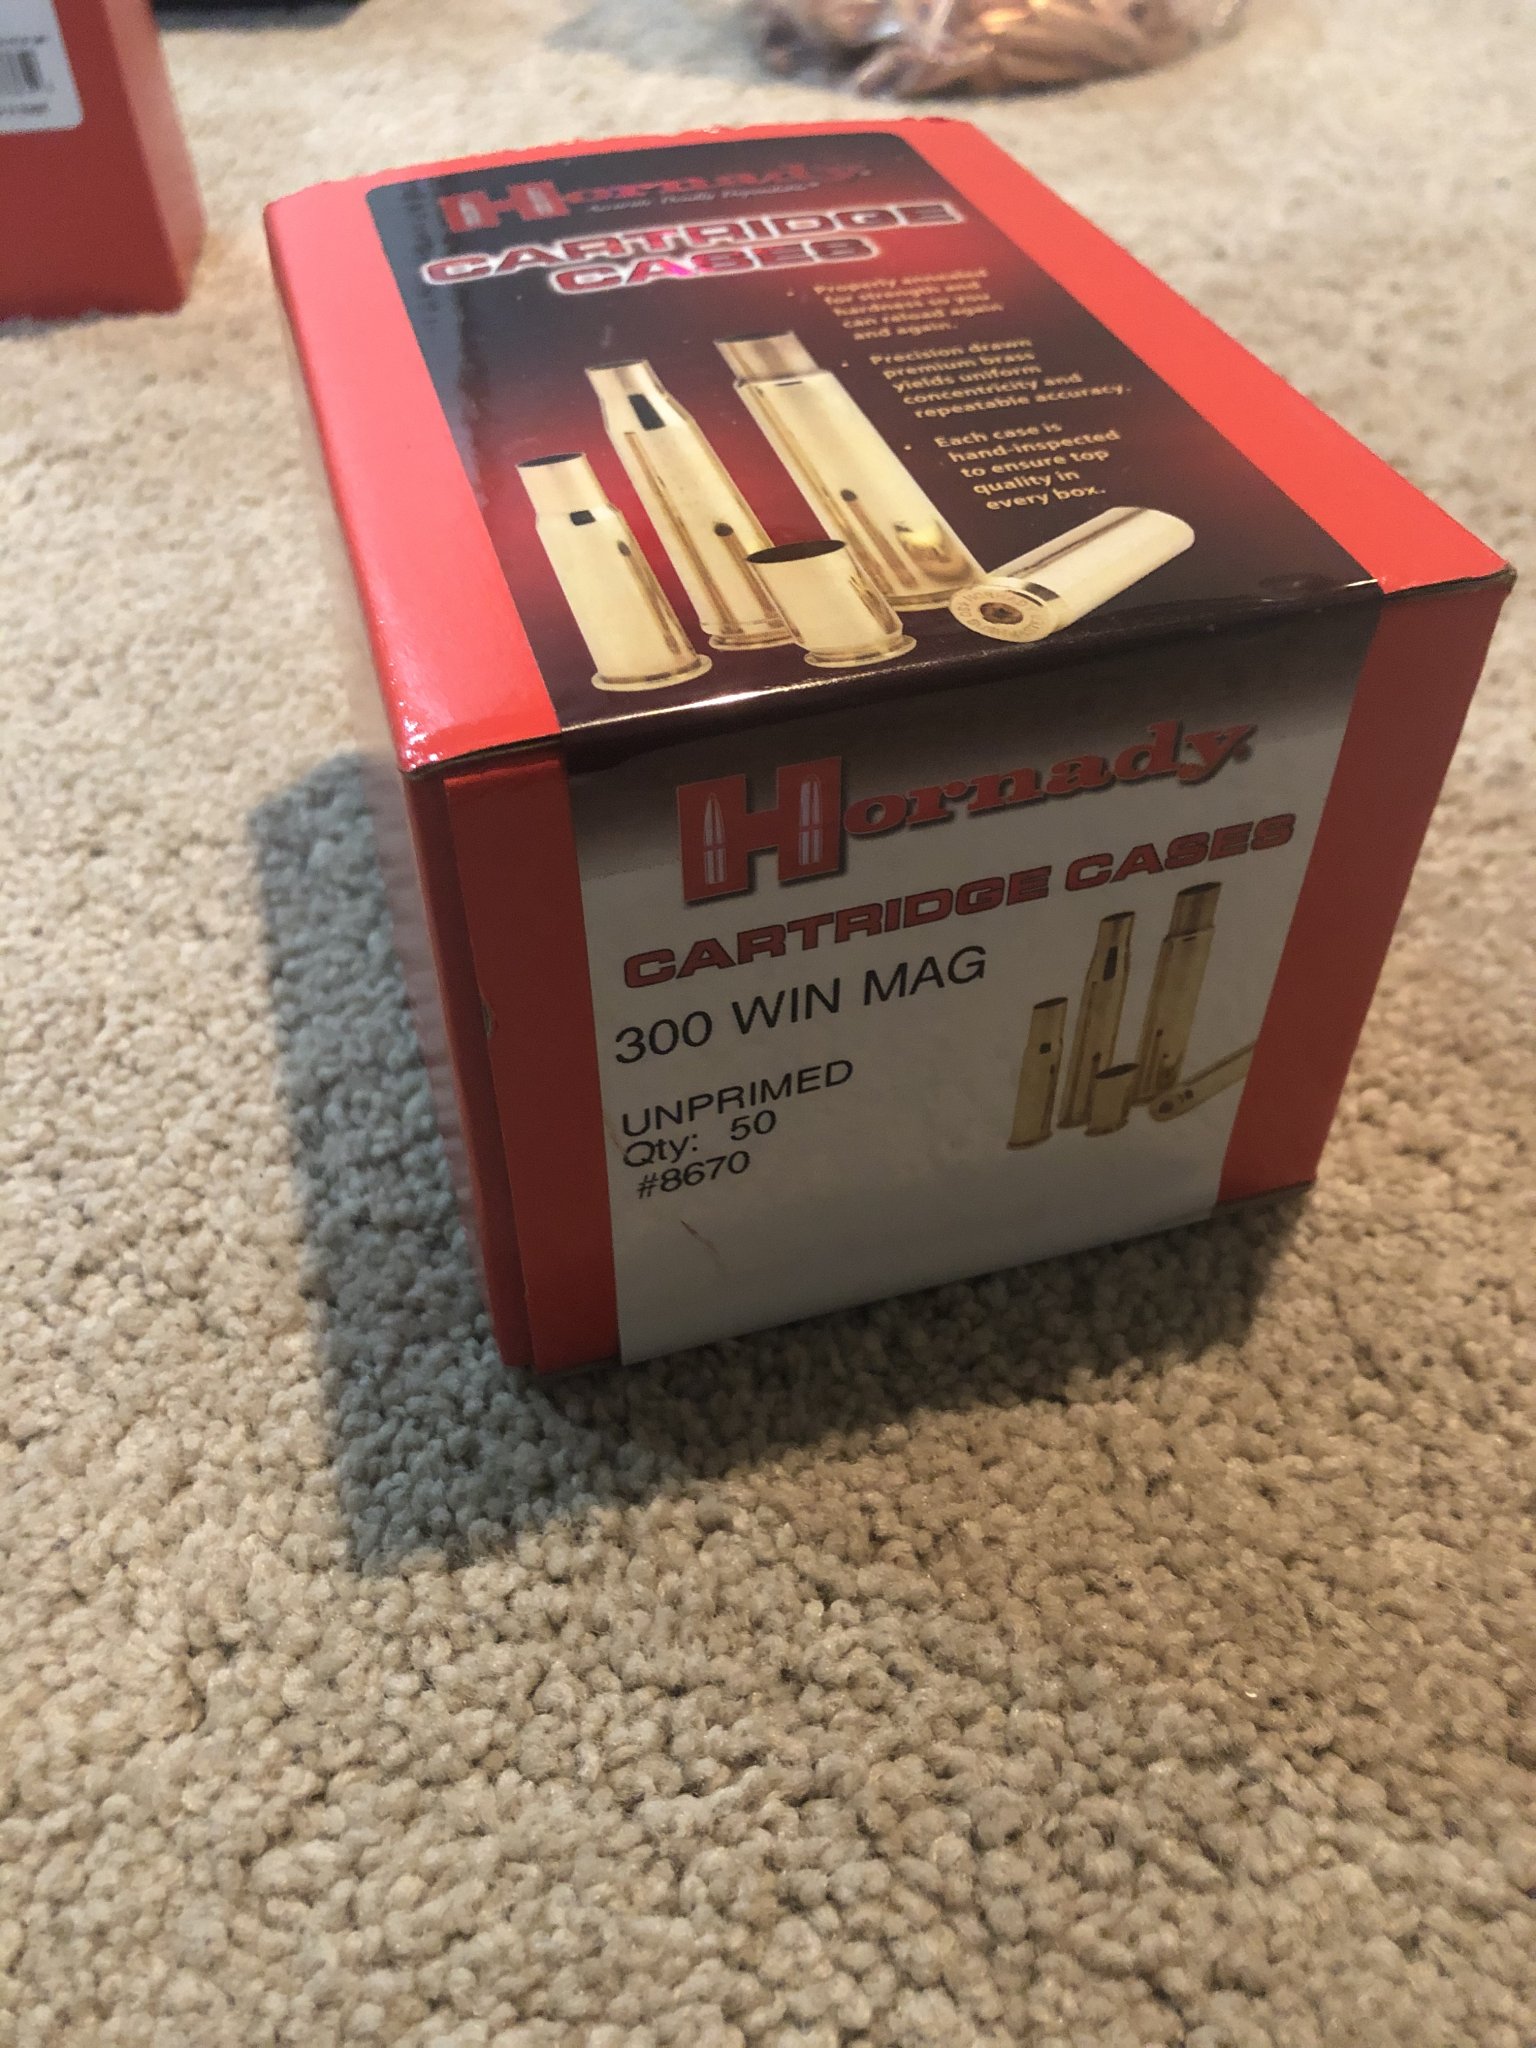 Hornady
CARTRIDGE
CASES
• Properly annealed
for strength and
hardness so you
can reload again
and again.
• Precision drawn
premium brass
yields uniform
concentricity and
repeatable accuracy.
• Each case is
hand-inspected
to ensure top
quality in
every box.
Hornady
CARTRIDGE CASES
300 WIN MAG
UNPRIMED
Qty: 50
#8670